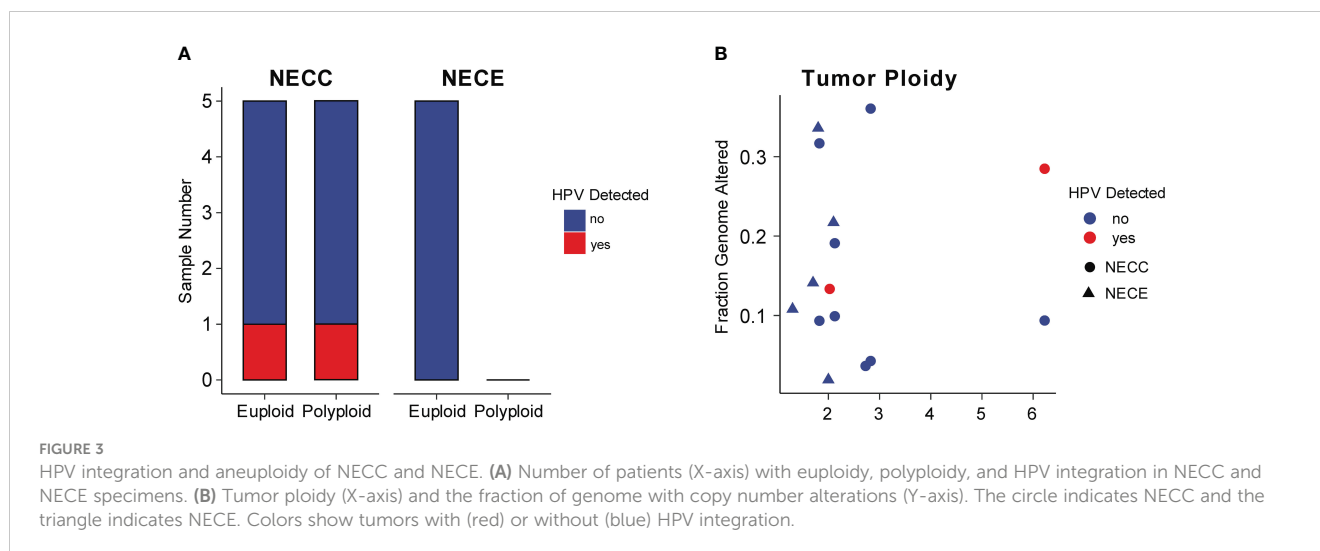 A
NECC
NECE
5
4
3
2
1
0
Sample Number
Euploid
Polyploid
Euploid
Polyploid
HPV Detected
no
yes
B
Tumor Ploidy
Fraction Genome Altered
0.3
0.2
0.1
2
3
4
5
6
HPV Detected
no
yes
NECC
NECE
FIGURE 3
HPV integration and aneuploidy of NECC and NECE. (A) Number of patients (X-axis) with euploidy, polyploidy, and HPV integration in NECC and
NECE specimens. (B) Tumor ploidy (X-axis) and the fraction of genome with copy number alterations (Y-axis). The circle indicates NECC and the
triangle indicates NECE. Colors show tumors with (red) or without (blue) HPV integration.